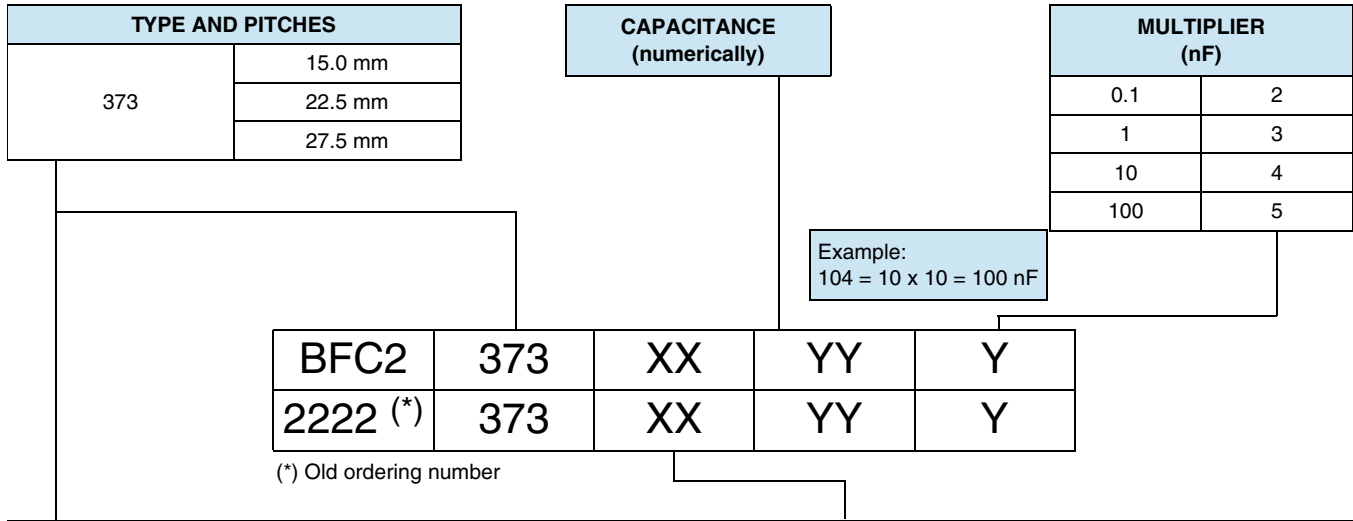 TYPE AND PITCHES
373
15.0 mm
22.5 mm
27.5 mm
CAPACITANCE
(numerically)
MULTIPLIER
(nF)
0.1 2
1 3
10 4
100 5
Example:
104 = 10 x 10 = 100 nF
BFC2 373 XX YY Y
2222 (*) 373 XX YY Y
(*) Old ordering number